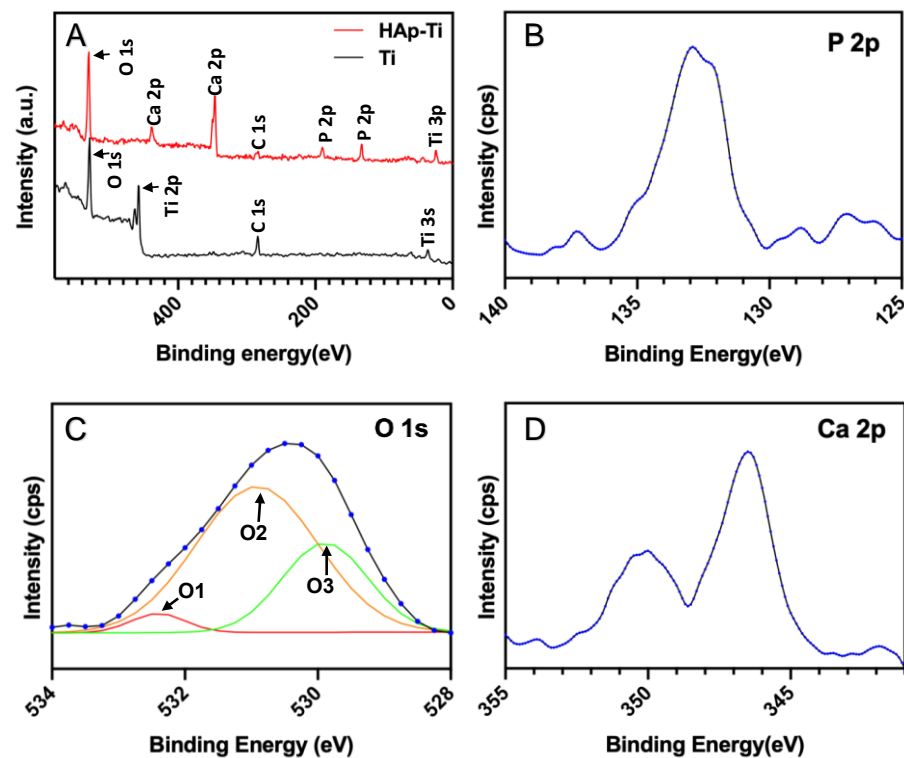 A
HAp-Ti
Ti
O 1s
Ca 2p
Ca 2p
C 1s
P 2p
P 2p
Ti 3p
O 1s
Ti 2p
C 1s
Ti 3s
Intensity (a.u.)
400
200
0
Binding energy(eV)
B
P 2p
Intensity (cps)
140
135
130
125
Binding Energy(eV)
C
O 1s
O2
O3
O1
Intensity (cps)
534
532
530
528
Binding Energy (eV)
D
Ca 2p
Intensity (cps)
355
350
345
Binding Energy(eV)